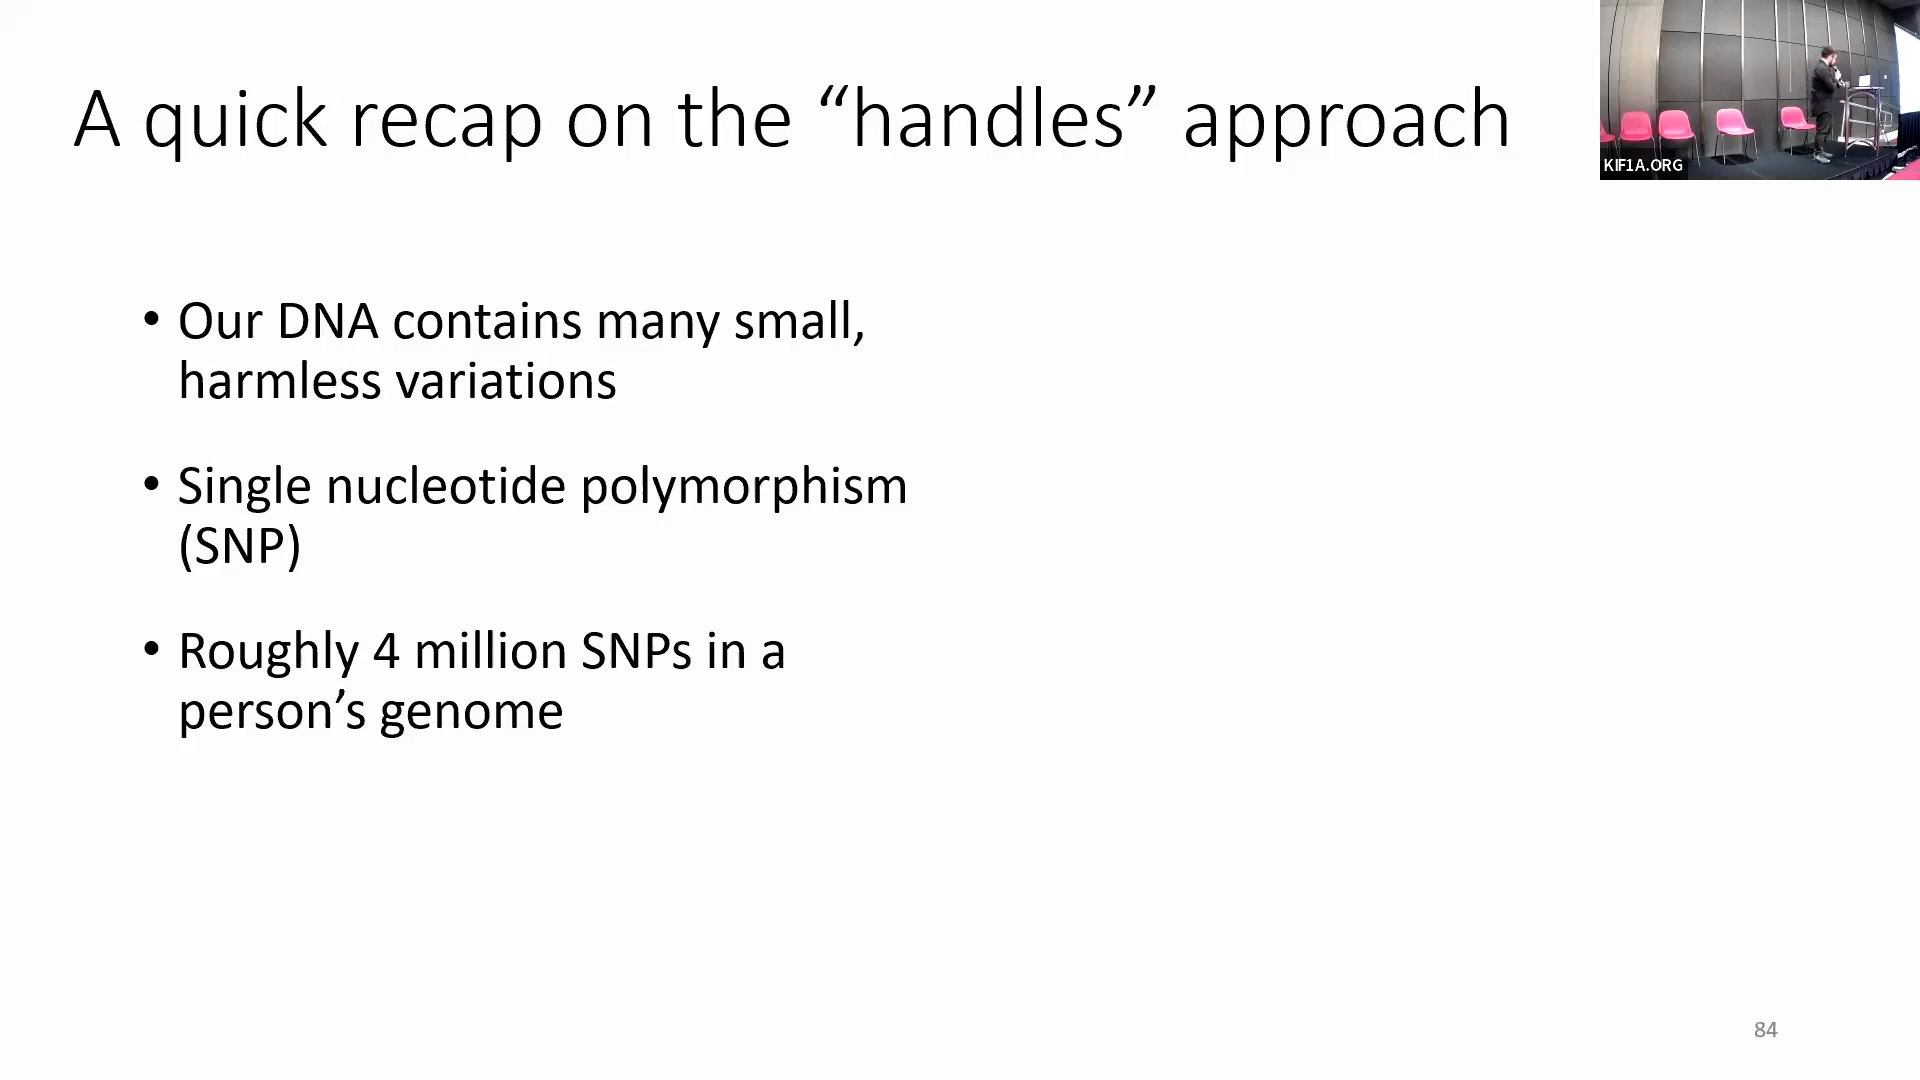 A quick recap on the “handles” approach
KIF1A.ORG
• Our DNA contains many small,
harmless variations
• Single nucleotide polymorphism
(SNP)
• Roughly 4 million SNPs in a
person’s genome
84